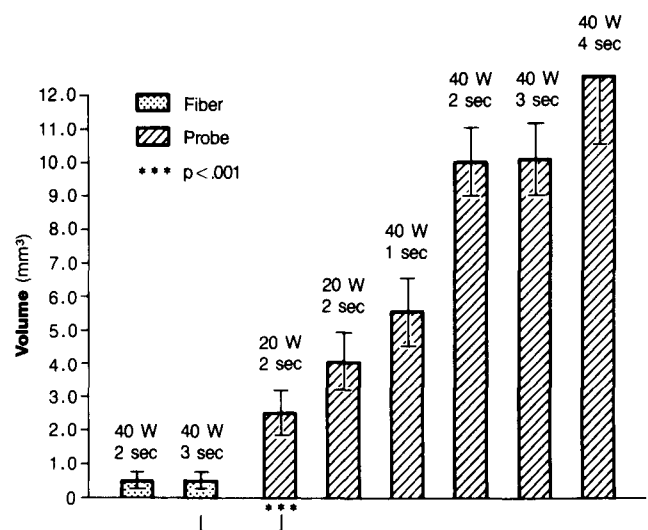 40 W
4 sec
40 W
2 sec
40 W
3 sec
12.0
Fiber
11.0
Probe
10.0
*** p<.001
9.0
8.0
40 W
1 sec
7.0
6.0
20 W
2 sec
5.0
20 W
2 sec
4.0
3.0
40 W
2 sec
40 W
3 sec
2.0
1.0
0
***
Volume (mm³)